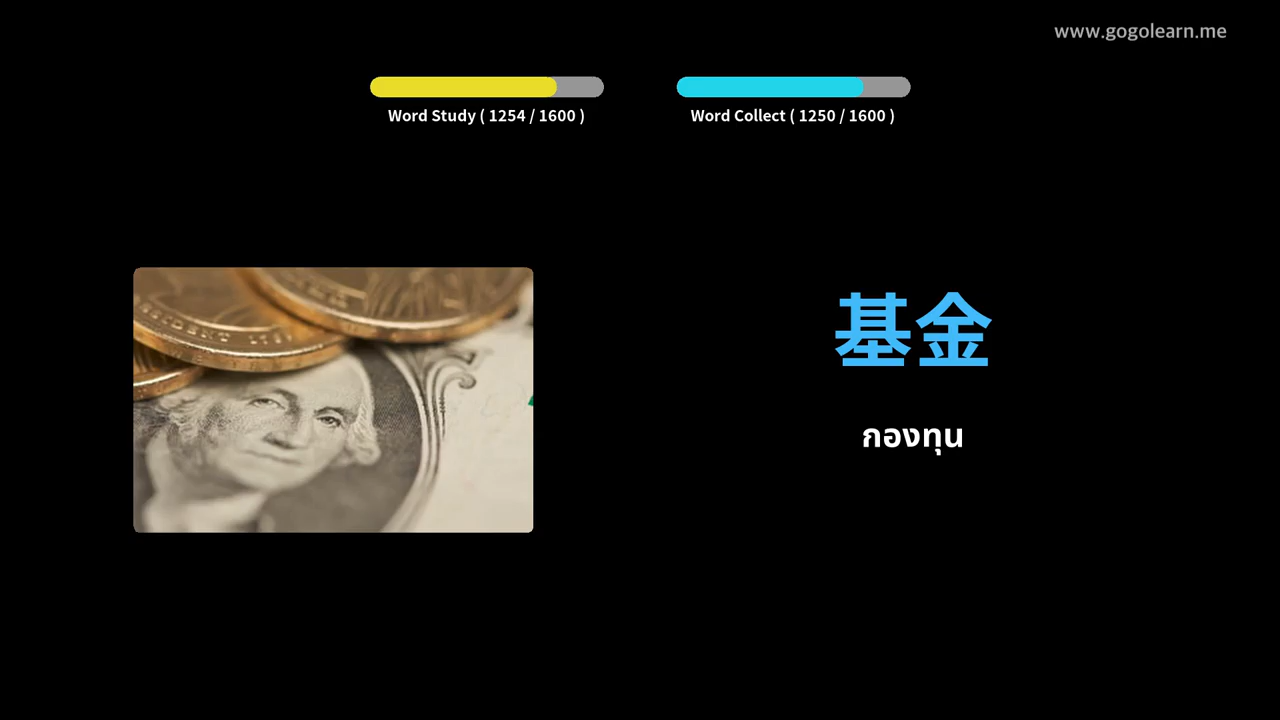 www.gogolearn.me
Word Study ( 1254 / 1600 )
Word Collect ( 1250 / 1600 )
基金
กองทุน